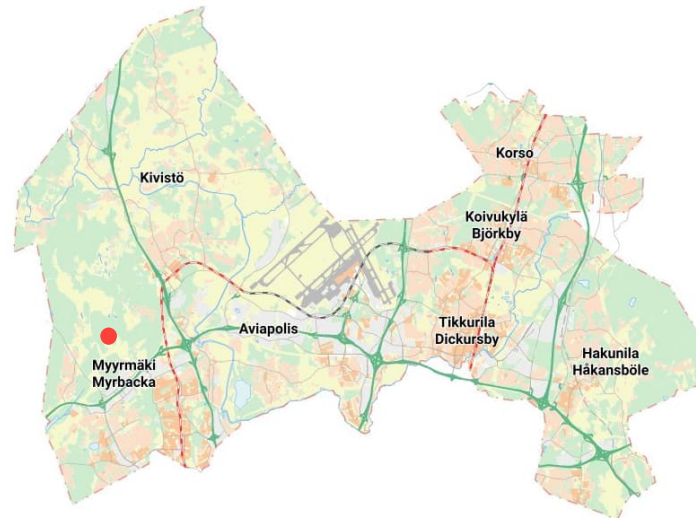 Korso
Kivistö
Koivukylä
Björkby
Aviapolis
Tikkurila
Dickursby
Myyrmäki
Myrbacka
Hakunila
Håkansböle